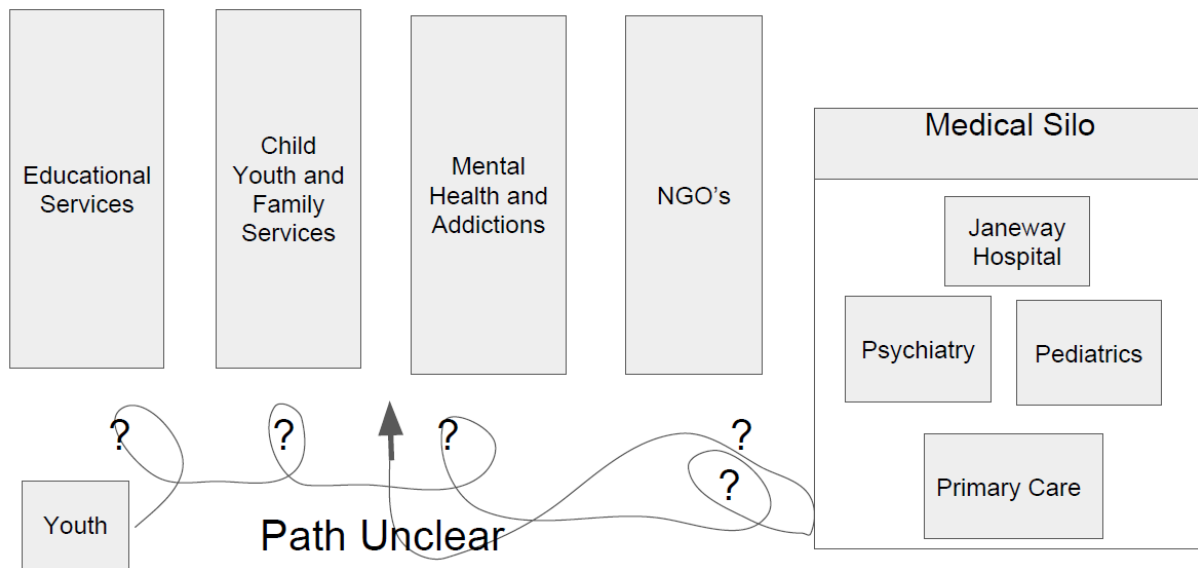 Educational
Services
Child
Youth and
Family
Services
Mental
Health and
Addictions
NGO's
Medical Silo
Janeway
Hospital
Psychiatry
Pediatrics
Primary Care
?
?
?
?
?
Youth
Path Unclear